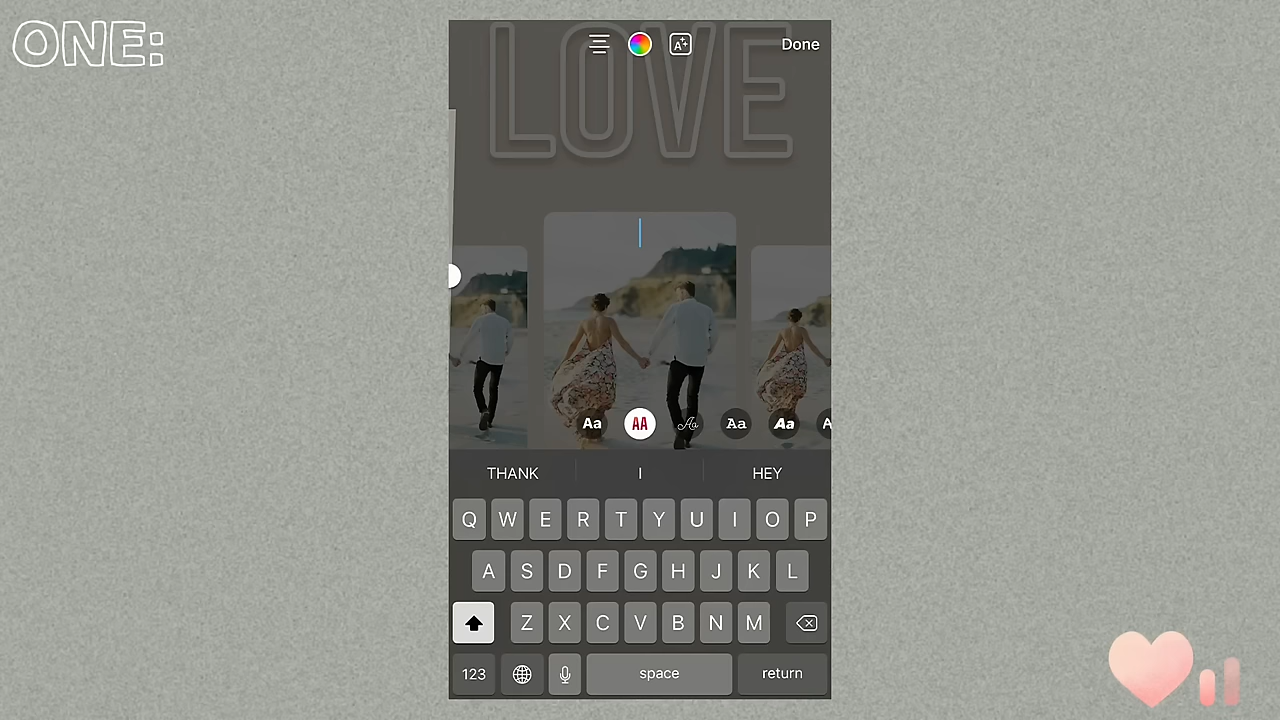 ONE:
Done
LOVE
Aa AA Aa Aa Aa A
THANK I HEY
Q W E R T Y U I O P
A S D F G H J K L
Z X C V B N M
123 space return